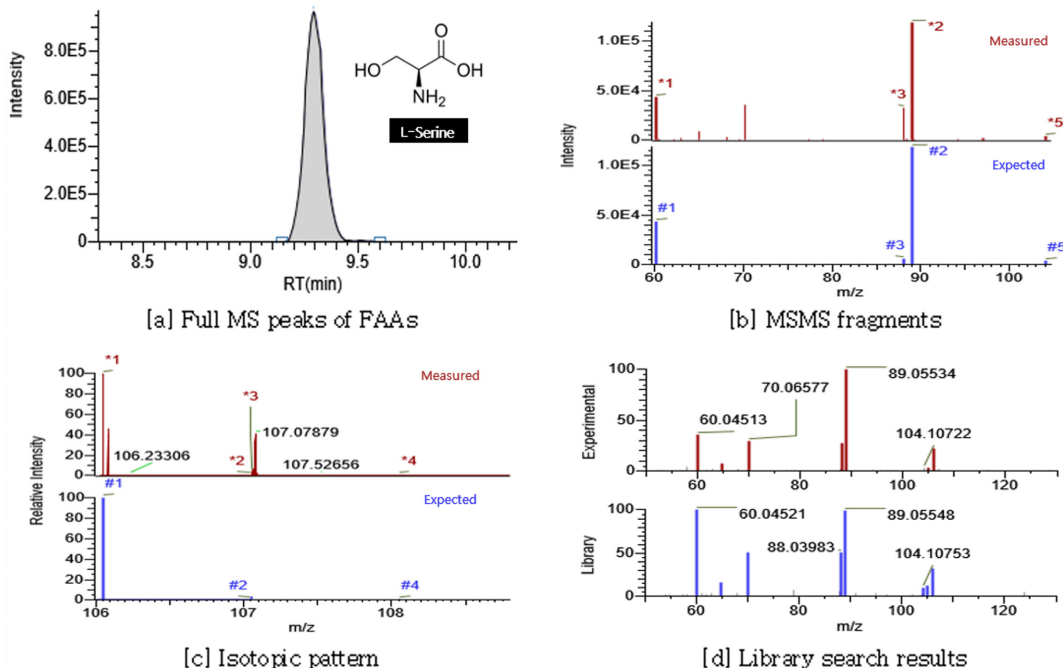 Intensity
8.0E5
6.0E5
4.0E5
2.0E5
0
8.5
9.0
9.5
10.0
RT(min)
O
HO
OH
NH2
L-Serine
[a] Full MS peaks of FAAs
Intensity
1.0E5
5.0E4
0
*1
*2
*3
*5
Measured
5.0E4
0
#1
#2
#3
#5
Expected
60
70
80
90
100
m/z
[b] MSMS fragments
Relative Intensity
100
80
60
40
20
0
*1
*3
Measured
106.23306
107.07879
*2
107.52656
*4
100
80
60
40
20
0
#1
Expected
#2
#4
106
107
108
m/z
[c] Isotopic pattern
Experimental
100
50
0
60.04513
70.06577
89.05534
104.10722
60
80
100
120
Library
100
50
0
60.04521
88.03983
89.05548
104.10753
60
80
100
120
m/z
[d] Library search results